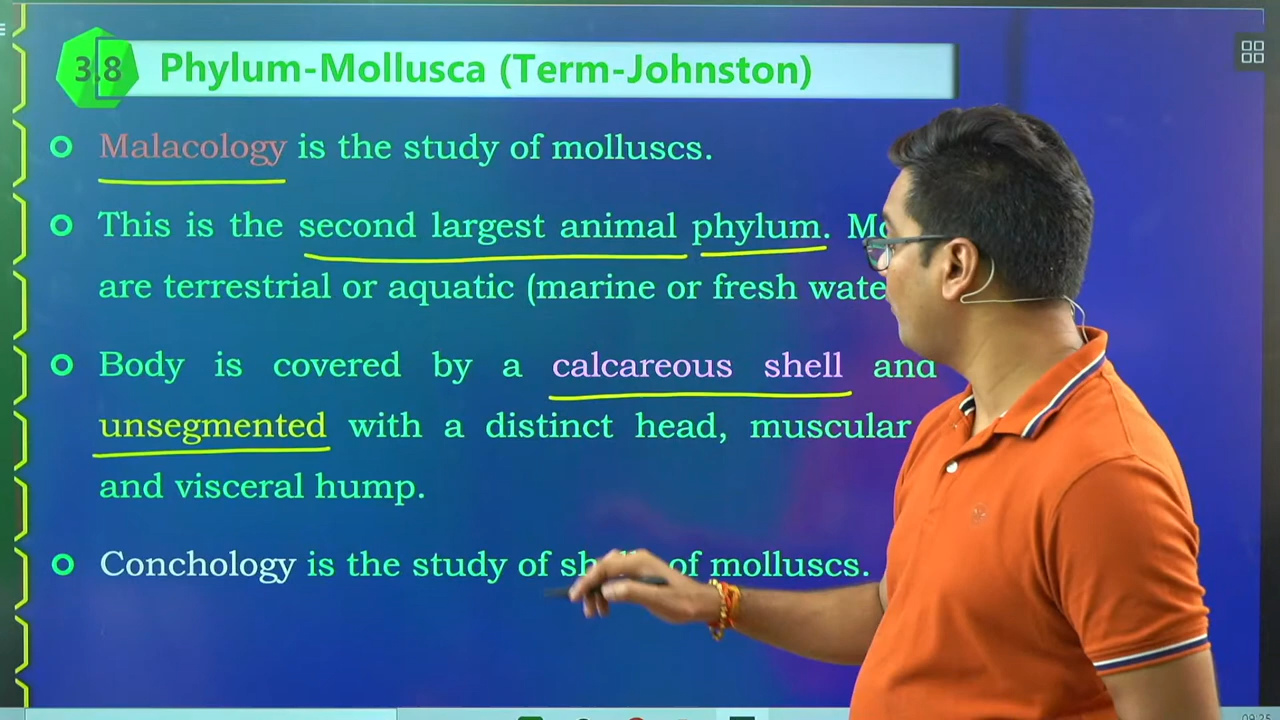 3.8 Phylum-Mollusca (Term-Johnston)
Malacology is the study of molluscs.
This is the second largest animal phylum.
are terrestrial or aquatic (marine or fresh
Body is covered by a calcareous shell and
unsegmented with a distinct head, muscular
and visceral hump.
Conchology is the study of of molluscs.